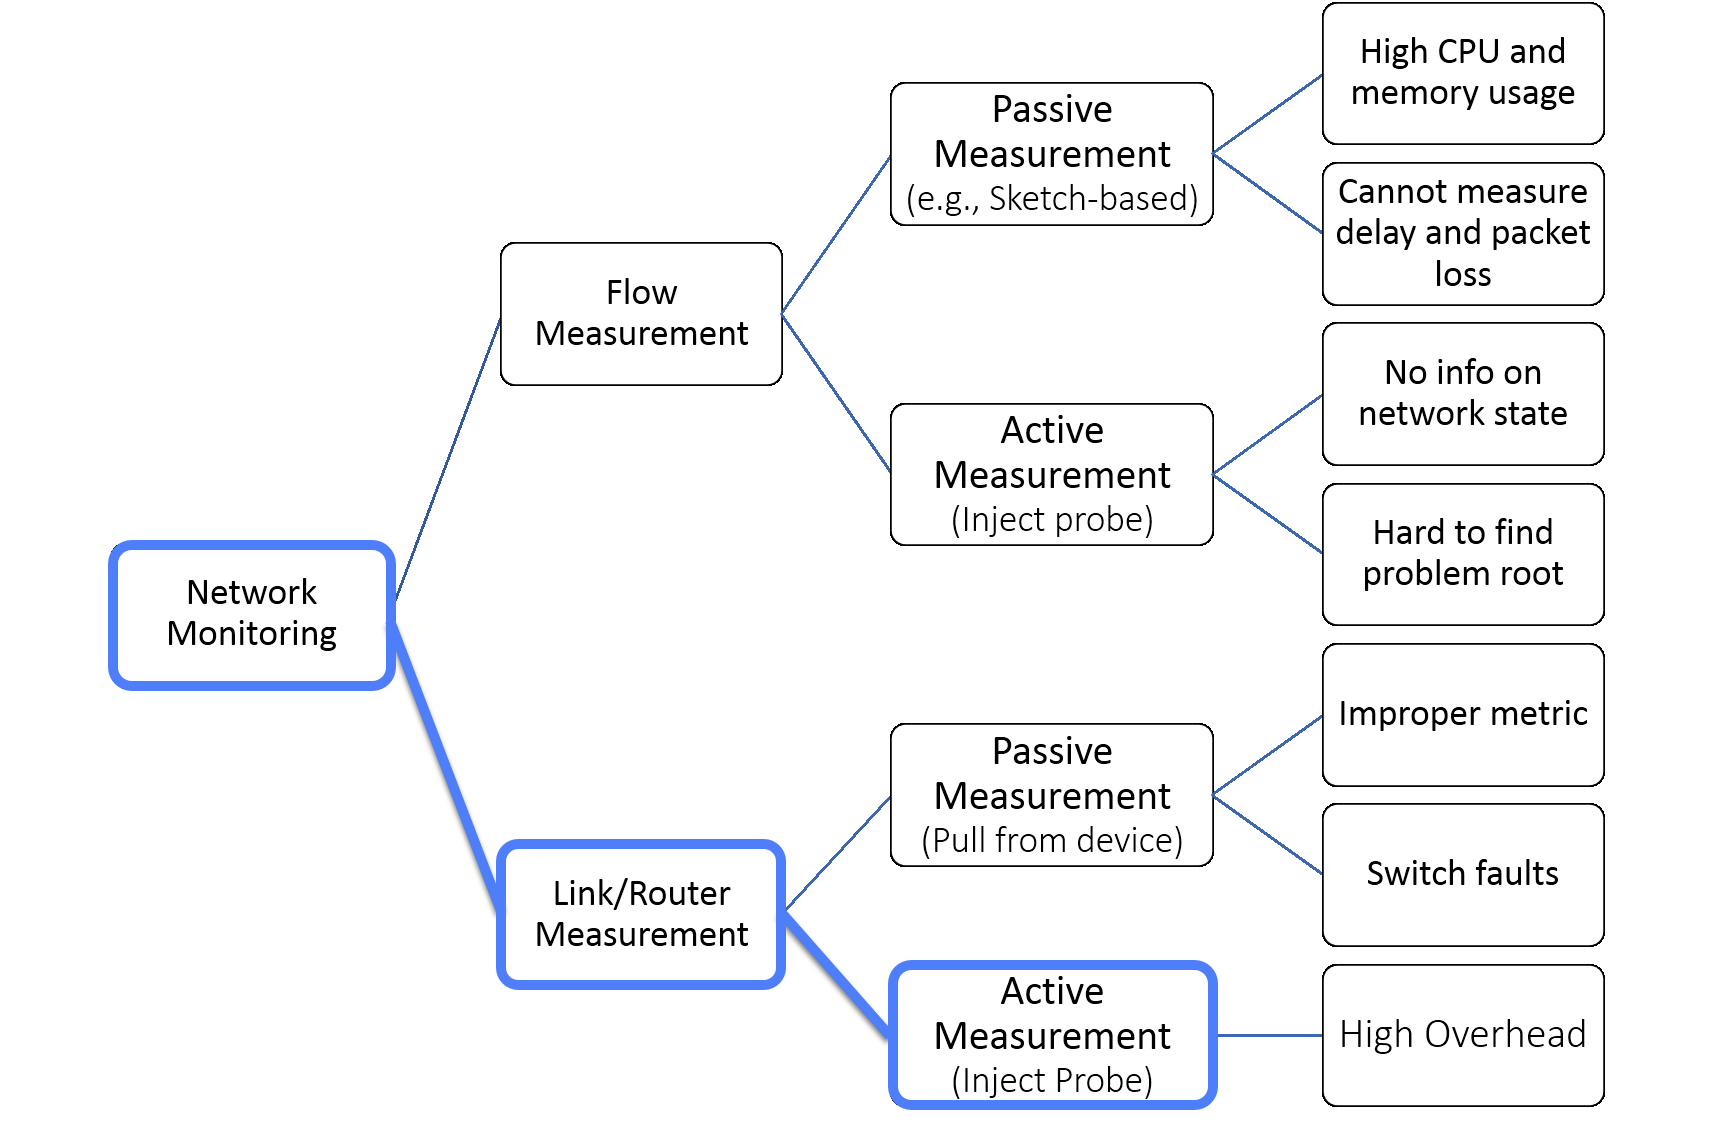 High CPU and
memory usage
Passive
Measurement
(e.g., Sketch-based)
Cannot measure
delay and packet
loss
Flow
Measurement
No info on
network state
Active
Measurement
(Inject probe)
Hard to find
problem root
Network
Monitoring
Improper metric
Passive
Measurement
(Pull from device)
Switch faults
Link/Router
Measurement
Active
Measurement
(Inject Probe)
High Overhead